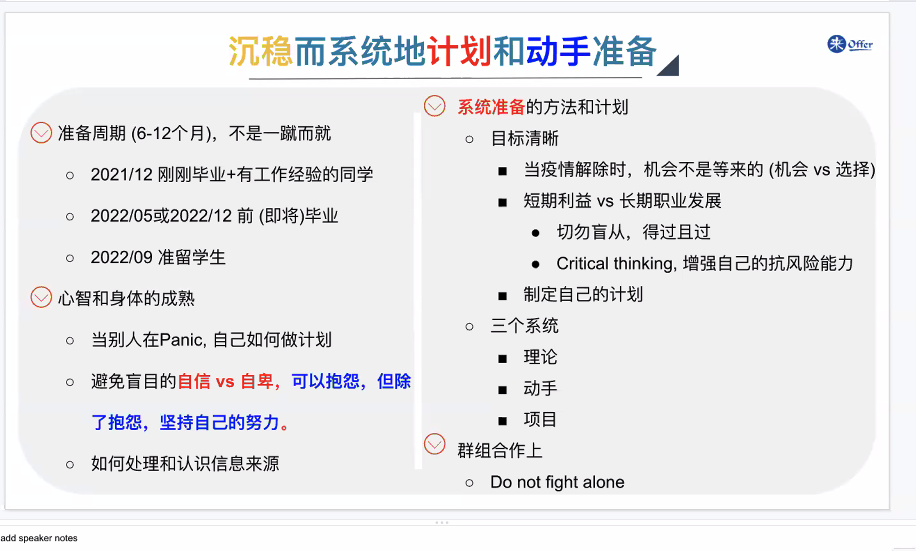 沉稳而系统地计划和动手准备
来Offer
准备周期 (6-12个月)，不是一蹴而就
○ 2021/12 刚刚毕业+有工作经验的同学
○ 2022/05或2022/12 前 (即将)毕业
○ 2022/09 准留学生
心智和身体的成熟
○ 当别人在Panic, 自己如何做计划
○ 避免盲目的自信 vs 自卑，可以抱怨，但除
了抱怨，坚持自己的努力。
○ 如何处理和认识信息来源
系统准备的方法和计划
○ 目标清晰
■ 当疫情解除时，机会不是等来的 (机会 vs 选择)
■ 短期利益 vs 长期职业发展
● 切勿盲从，得过且过
● Critical thinking, 增强自己的抗风险能力
■ 制定自己的计划
○ 三个系统
■ 理论
■ 动手
■ 项目
群组合作上
○ Do not fight alone
add speaker notes